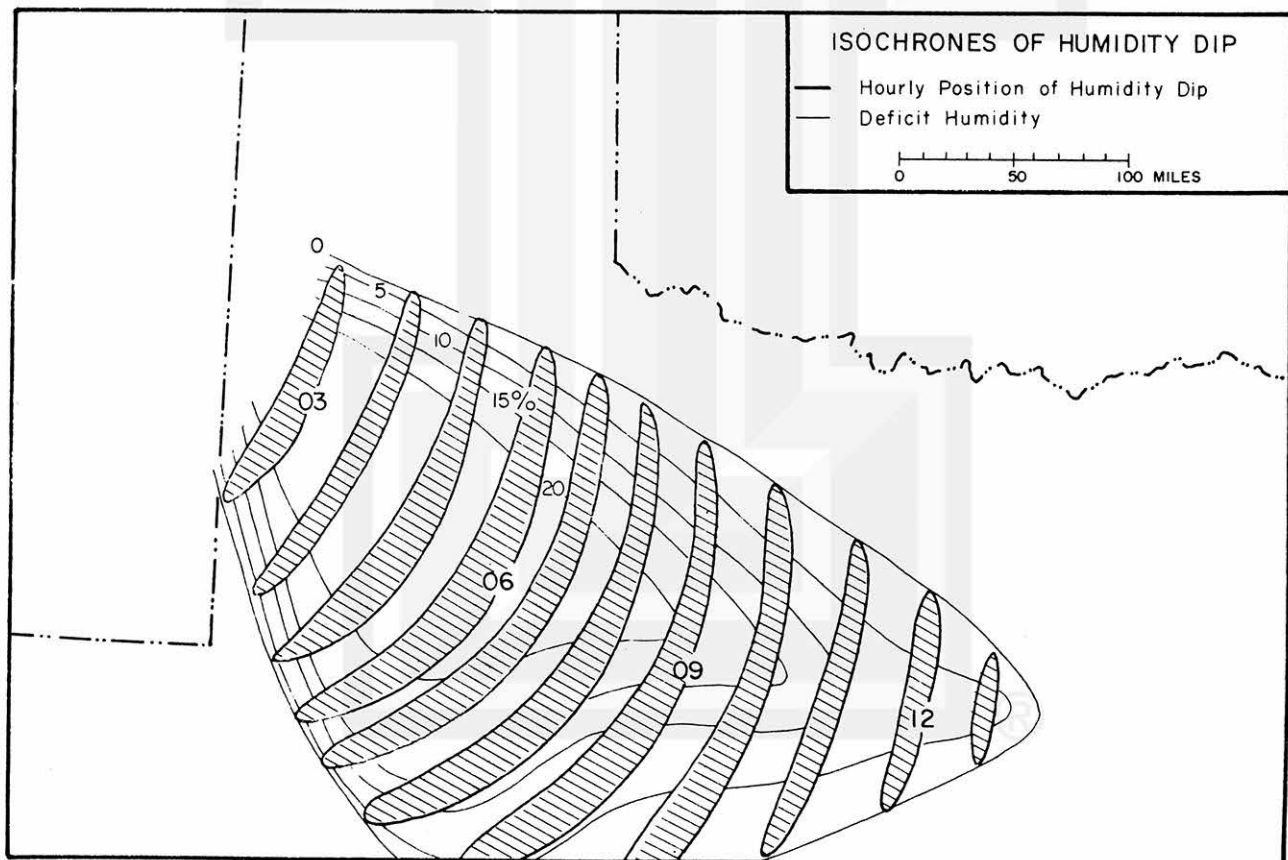 ISOCHRONES OF HUMIDITY DIP
Hourly Position of Humidity Dip
Deficit Humidity
0 50 100 MILES
0
5
10
15%
03
20
06
09
12
®